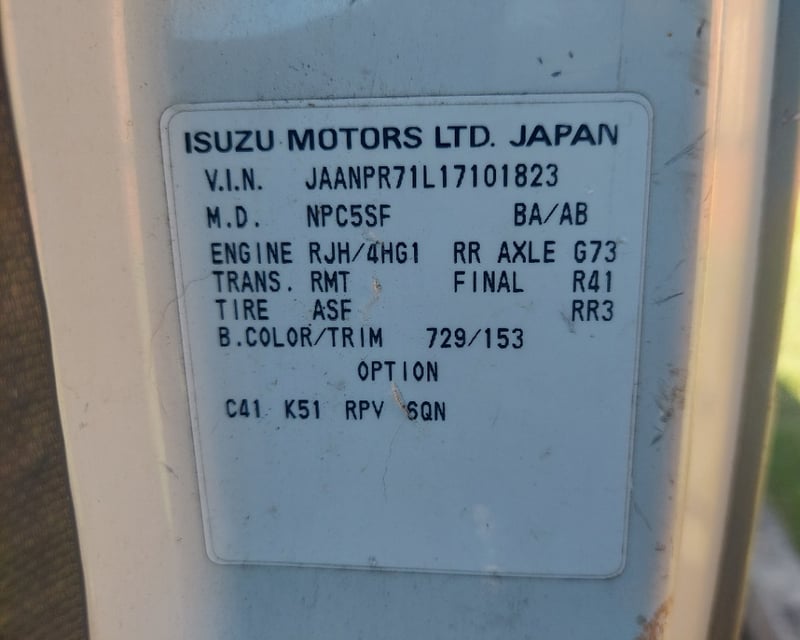 ISUZU MOTORS LTD. JAPAN
V.I.N. JAANPR71L17101823
M.D. NPC5SF BA/AB
ENGINE RJH/4HG1 RR AXLE G73
TRANS. RMT FINAL R41
TIRE ASF RR3
B.COLOR/TRIM 729/153
OPTION
C41 K51 RPV 6QN